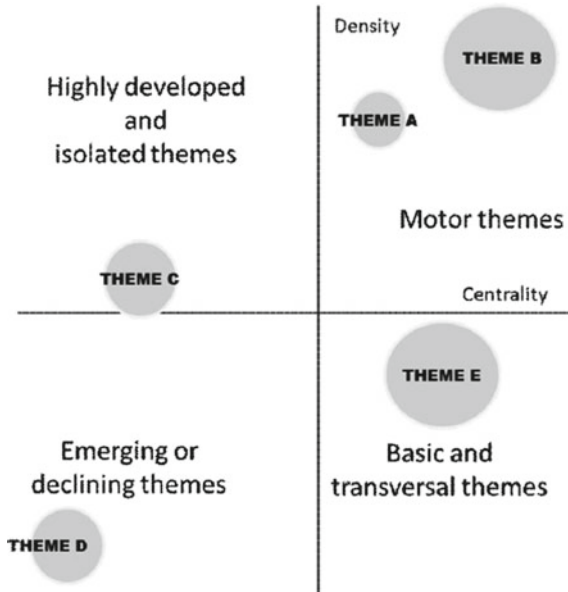 Density
THEME B
Highly developed
and
isolated themes
THEME A
Motor themes
THEME C
Centrality
THEME E
Emerging or
declining themes
Basic and
transversal themes
THEME D